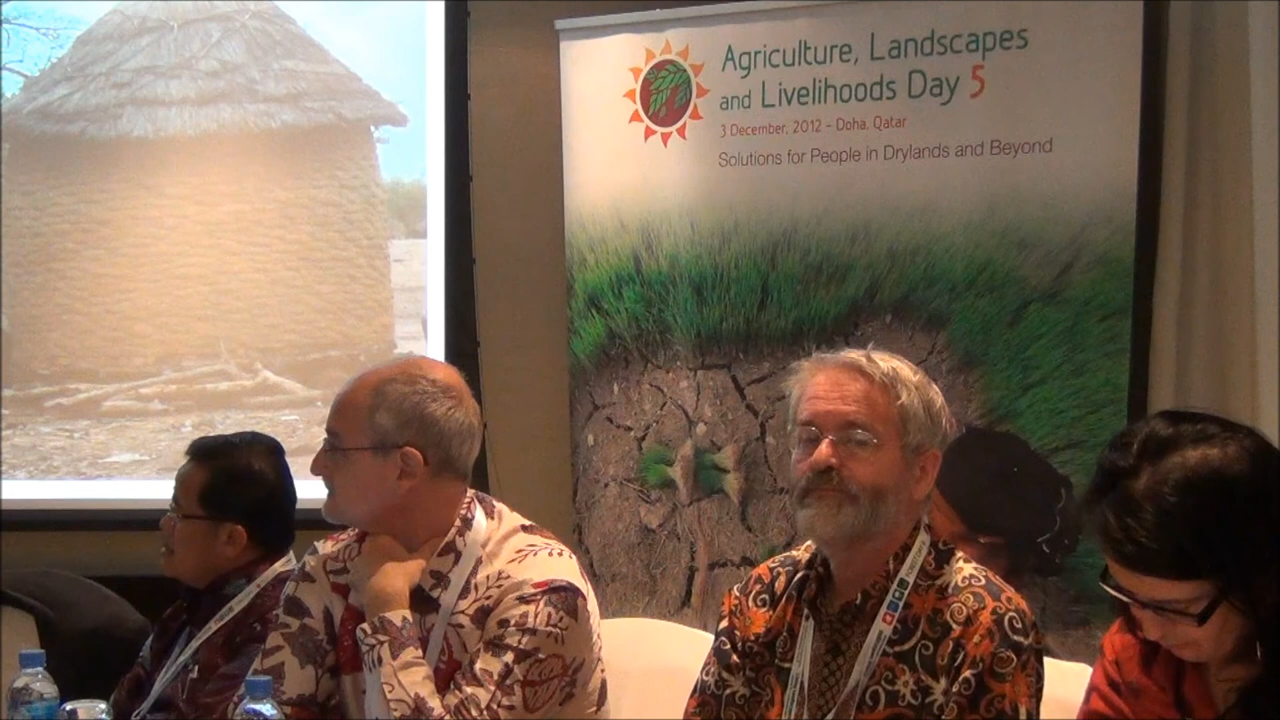 Agriculture, Landscapes
and Livelihoods Day 5
3 December, 2012 - Doha, Qatar
Solutions for People in Drylands and Beyond